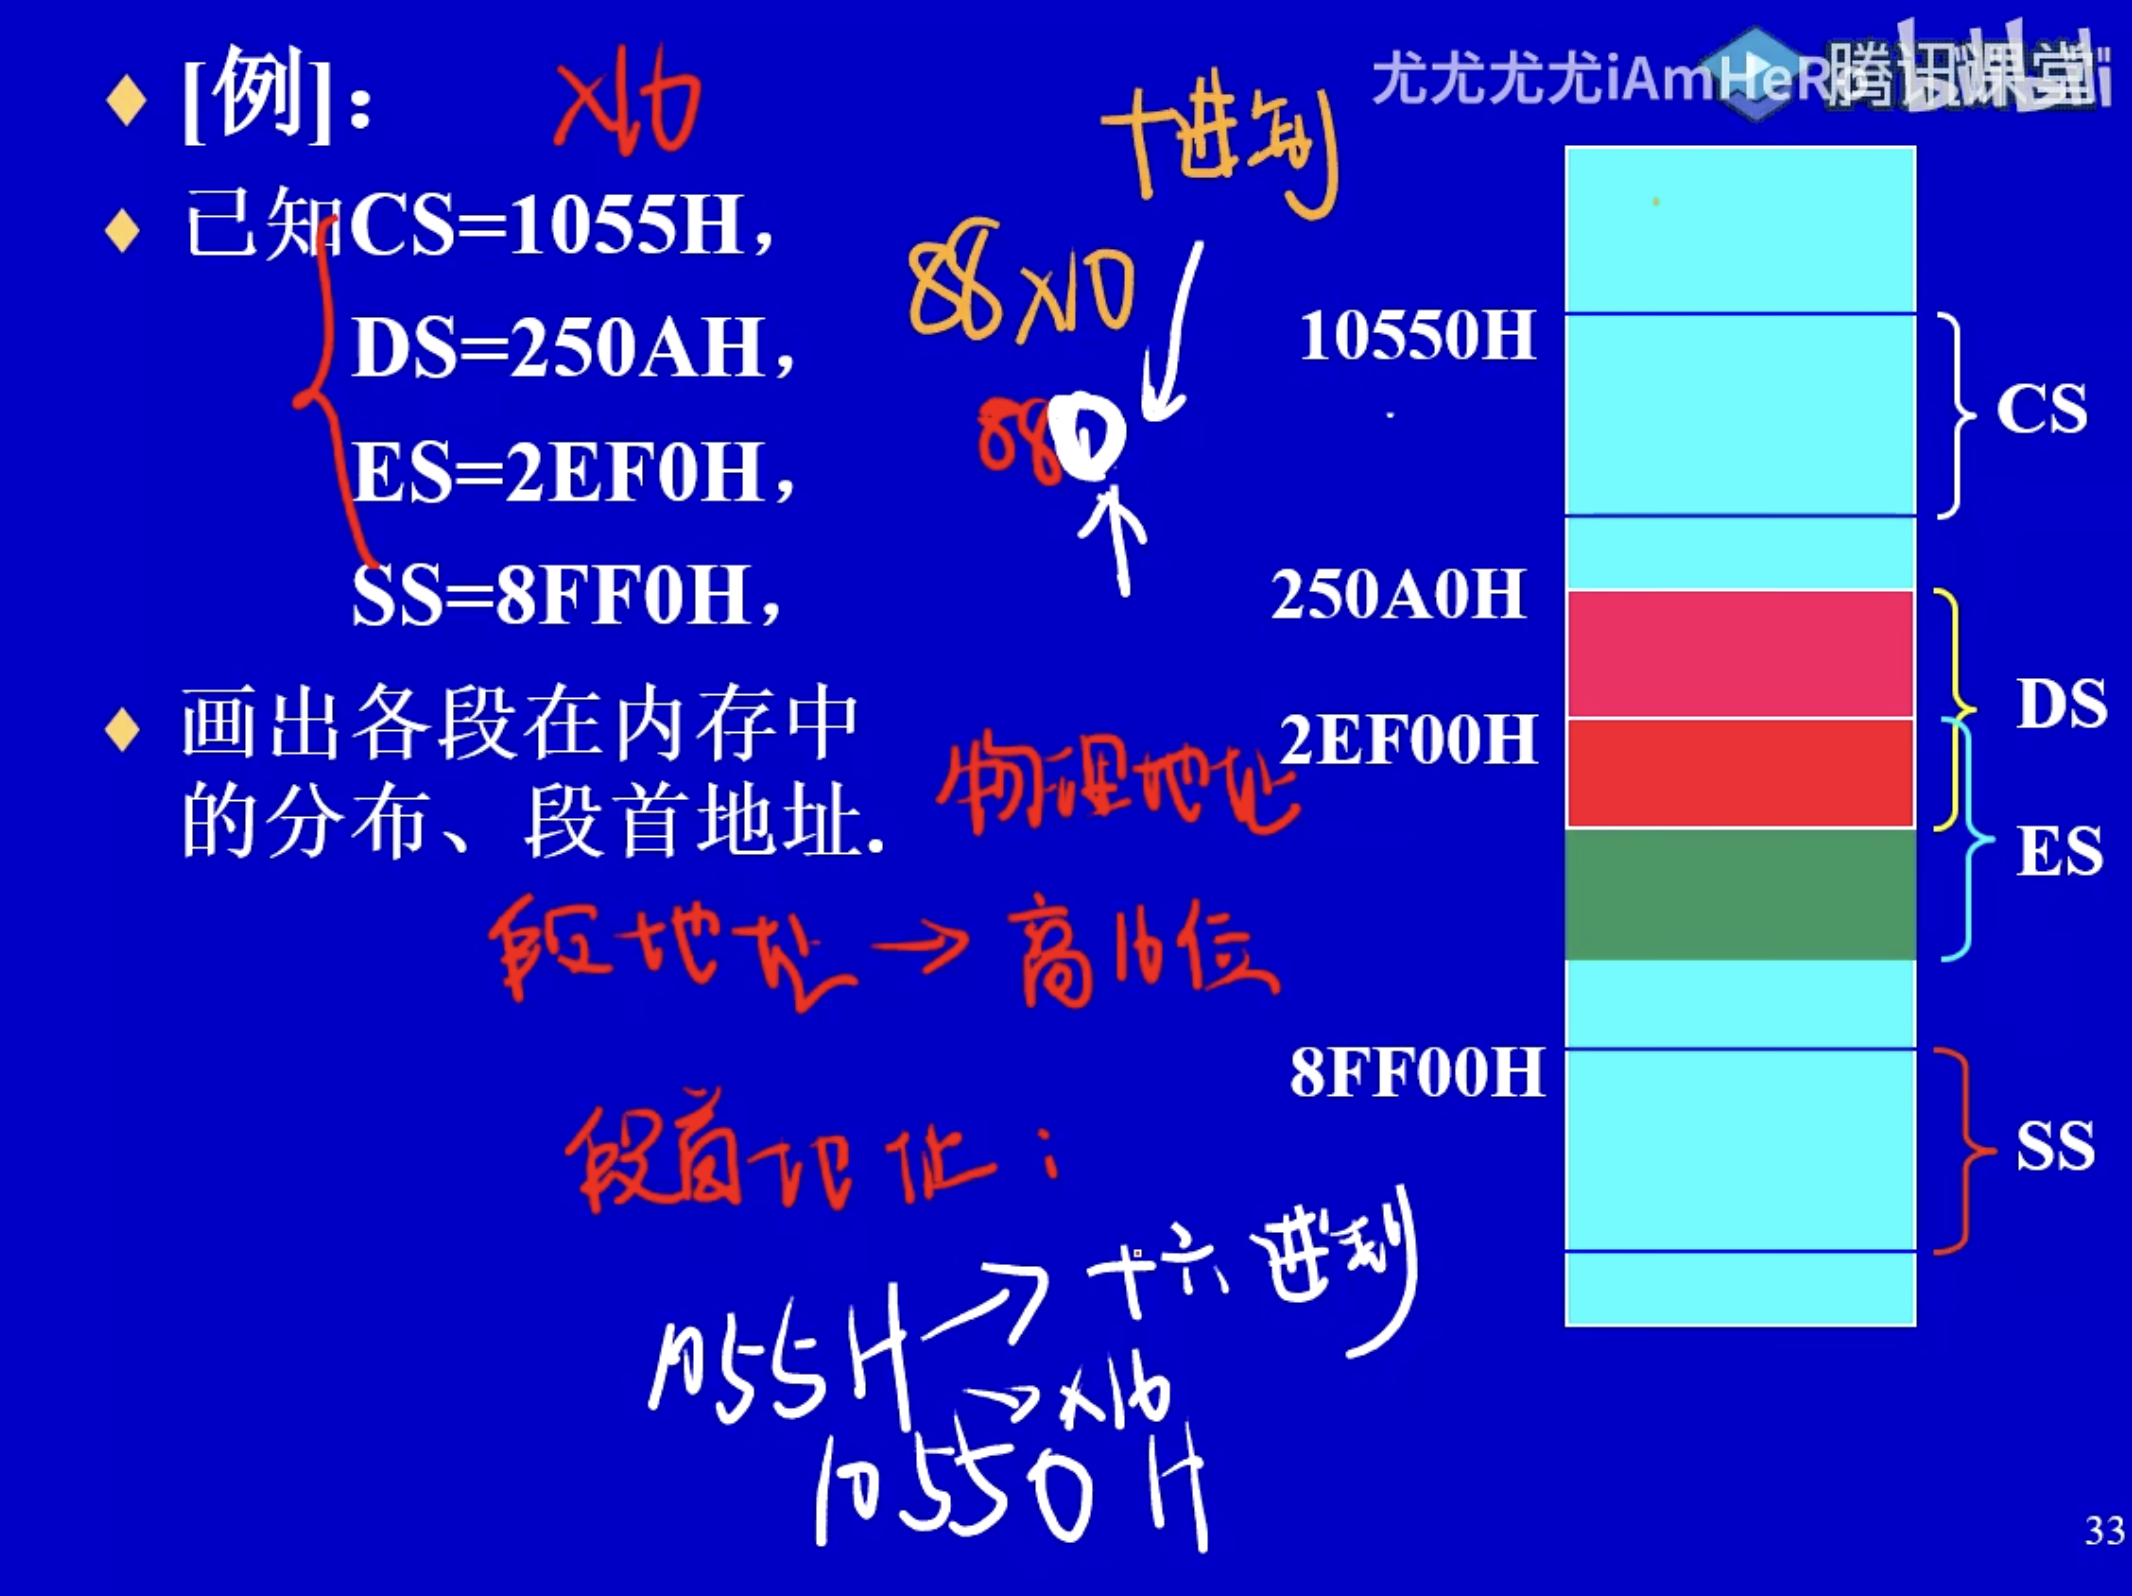 [例]：
×16
十进制
尤尤尤尤iAmHeRo
腾讯课堂
bilibili
已知CS=1055H，
88×10
DS=250AH，
880
ES=2EF0H，
SS=8FF0H，
画出各段在内存中
的分布、段首地址.
物理地址
段地址→高16位
段首地址：
1055H→十六进制
→×16
10550H
10550H
CS
250A0H
DS
2EF00H
ES
8FF00H
SS
33